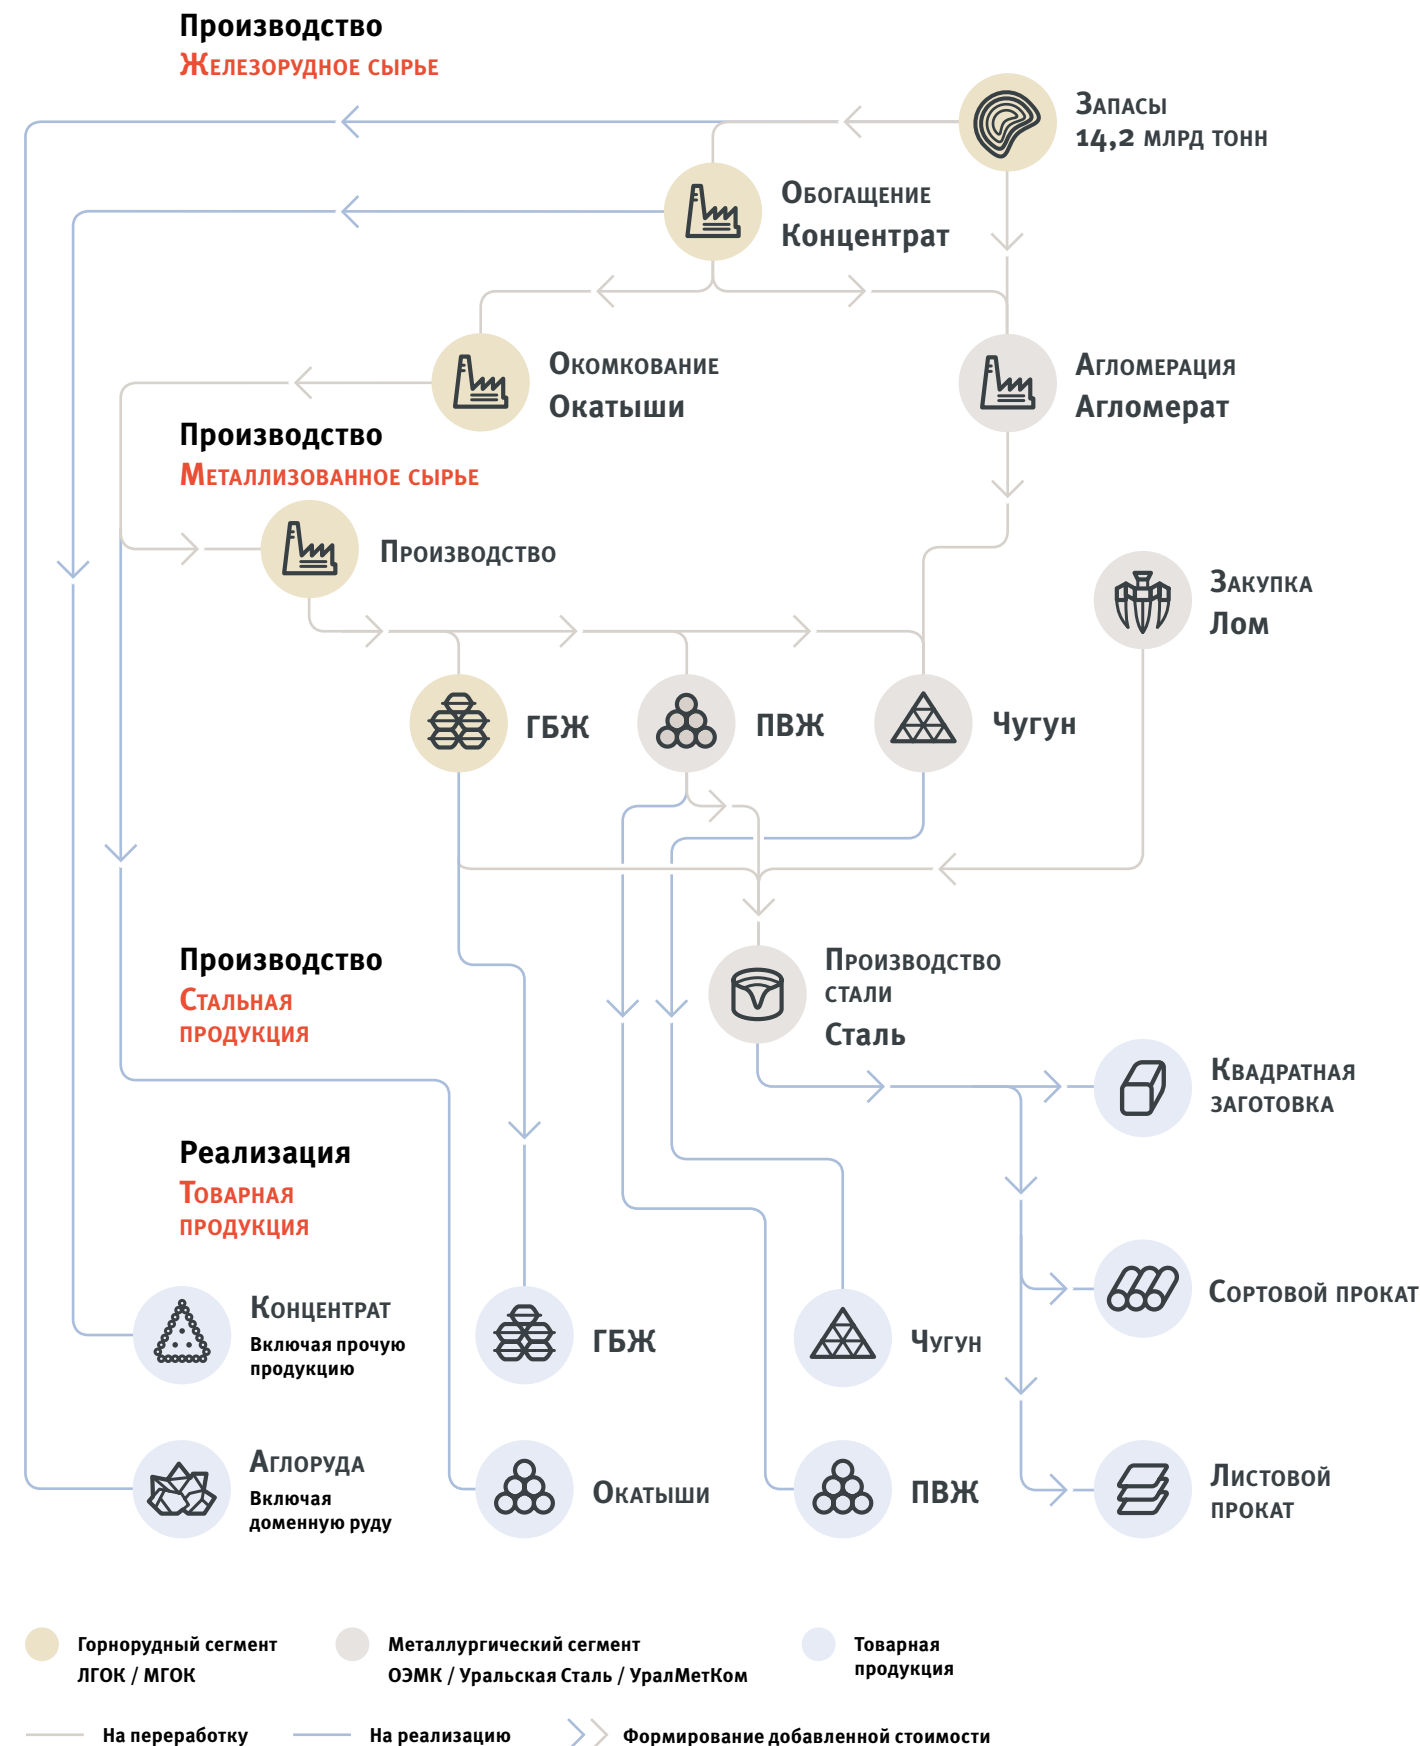 Производство
Железорудное сырье
Запасы
14,2 млрд тонн
Обогащение
Концентрат
Окомкование
Окатыши
Агломерация
Агломерат
Производство
Металлизованное сырье
Производство
Закупка
Лом
ГБЖ
ПВЖ
Чугун
Производство
Стальная
продукция
Производство
стали
Сталь
Квадратная
заготовка
Реализация
Товарная
продукция
Концентрат
Включая прочую
продукцию
ГБЖ
Чугун
Сортовой прокат
Аглоруда
Включая
доменную руду
Окатыши
ПВЖ
Листовой
прокат
Горнорудный сегмент
ЛГОК / МГОК
Металлургический сегмент
ОЭМК / Уральская Сталь / УралМетКом
Товарная
продукция
На переработку
На реализацию
Формирование добавленной стоимости